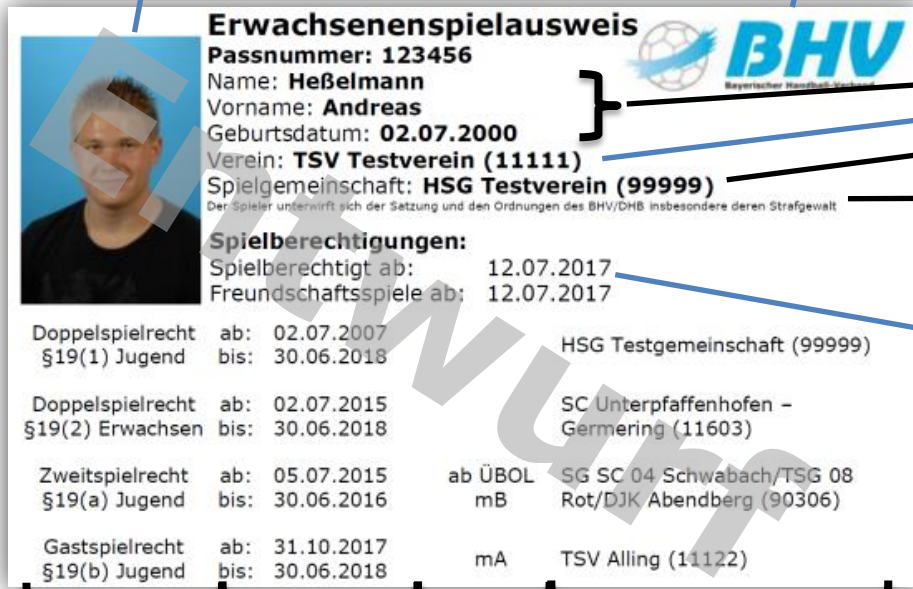 Erwachsenenspielausweis
BHV
Bayerischer Handball-Verband
Passnummer: 123456
Name: Heßelmann
Vorname: Andreas
Geburtsdatum: 02.07.2000
Verein: TSV Testverein (11111)
Spielgemeinschaft: HSG Testverein (99999)
Der Spieler unterwirft sich der Satzung und den Ordnungen des BHV/DHB insbesondere deren Strafgewalt
Spielberechtigungen:
Spielberechtigt ab: 12.07.2017
Freundschaftsspiele ab: 12.07.2017
Doppelspielrecht ab: 02.07.2007
§19(1) Jugend bis: 30.06.2018
HSG Testgemeinschaft (99999)
Doppelspielrecht ab: 02.07.2015 SC Unterpfaffenhofen –
§19(2) Erwachsen bis: 30.06.2018 Germering (11603)
Zweitspielrecht ab: 05.07.2015 ab ÜBOL SG SC 04 Schwabach/TSG 08
§19(a) Jugend bis: 30.06.2016 mB Rot/DJK Abendberg (90306)
Gastspielrecht ab: 31.10.2017
§19(b) Jugend bis: 30.06.2018
mA TSV Alling (11122)
Entwurf